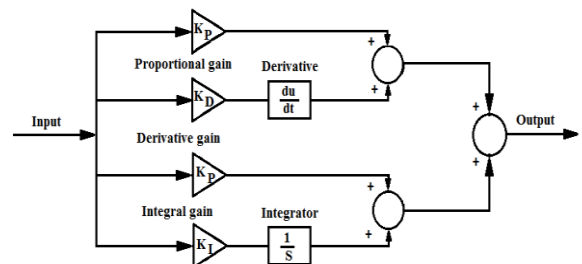 K_P
+
Proportional gain
Derivative
+
K_D
du
dt
+
Input
+
Output
Derivative gain
+
K_P
+
Integral gain
Integrator
+
K_I
1
S